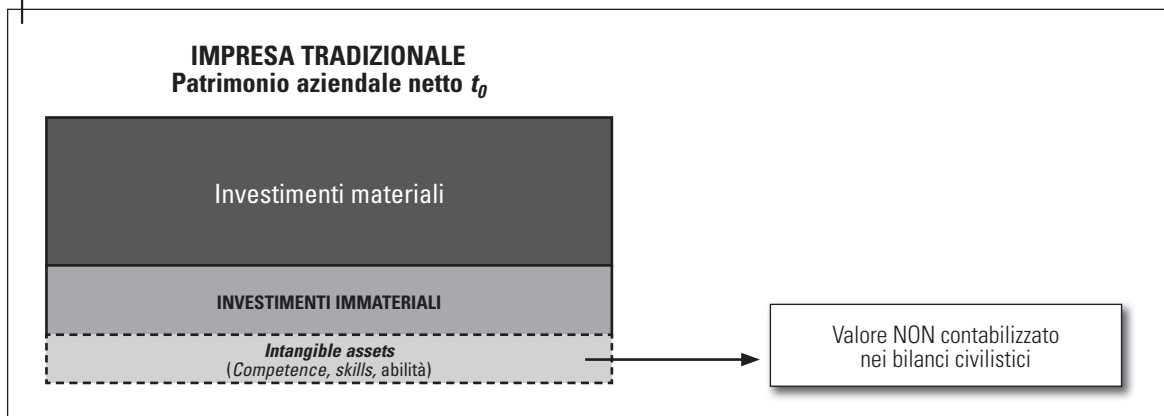 IMPRESA TRADIZIONALE
Patrimonio aziendale netto t0
Investimenti materiali
INVESTIMENTI IMMATERIALI
Intangible assets
(Competence, skills, abilità)
Valore NON contabilizzato
nei bilanci civilistici